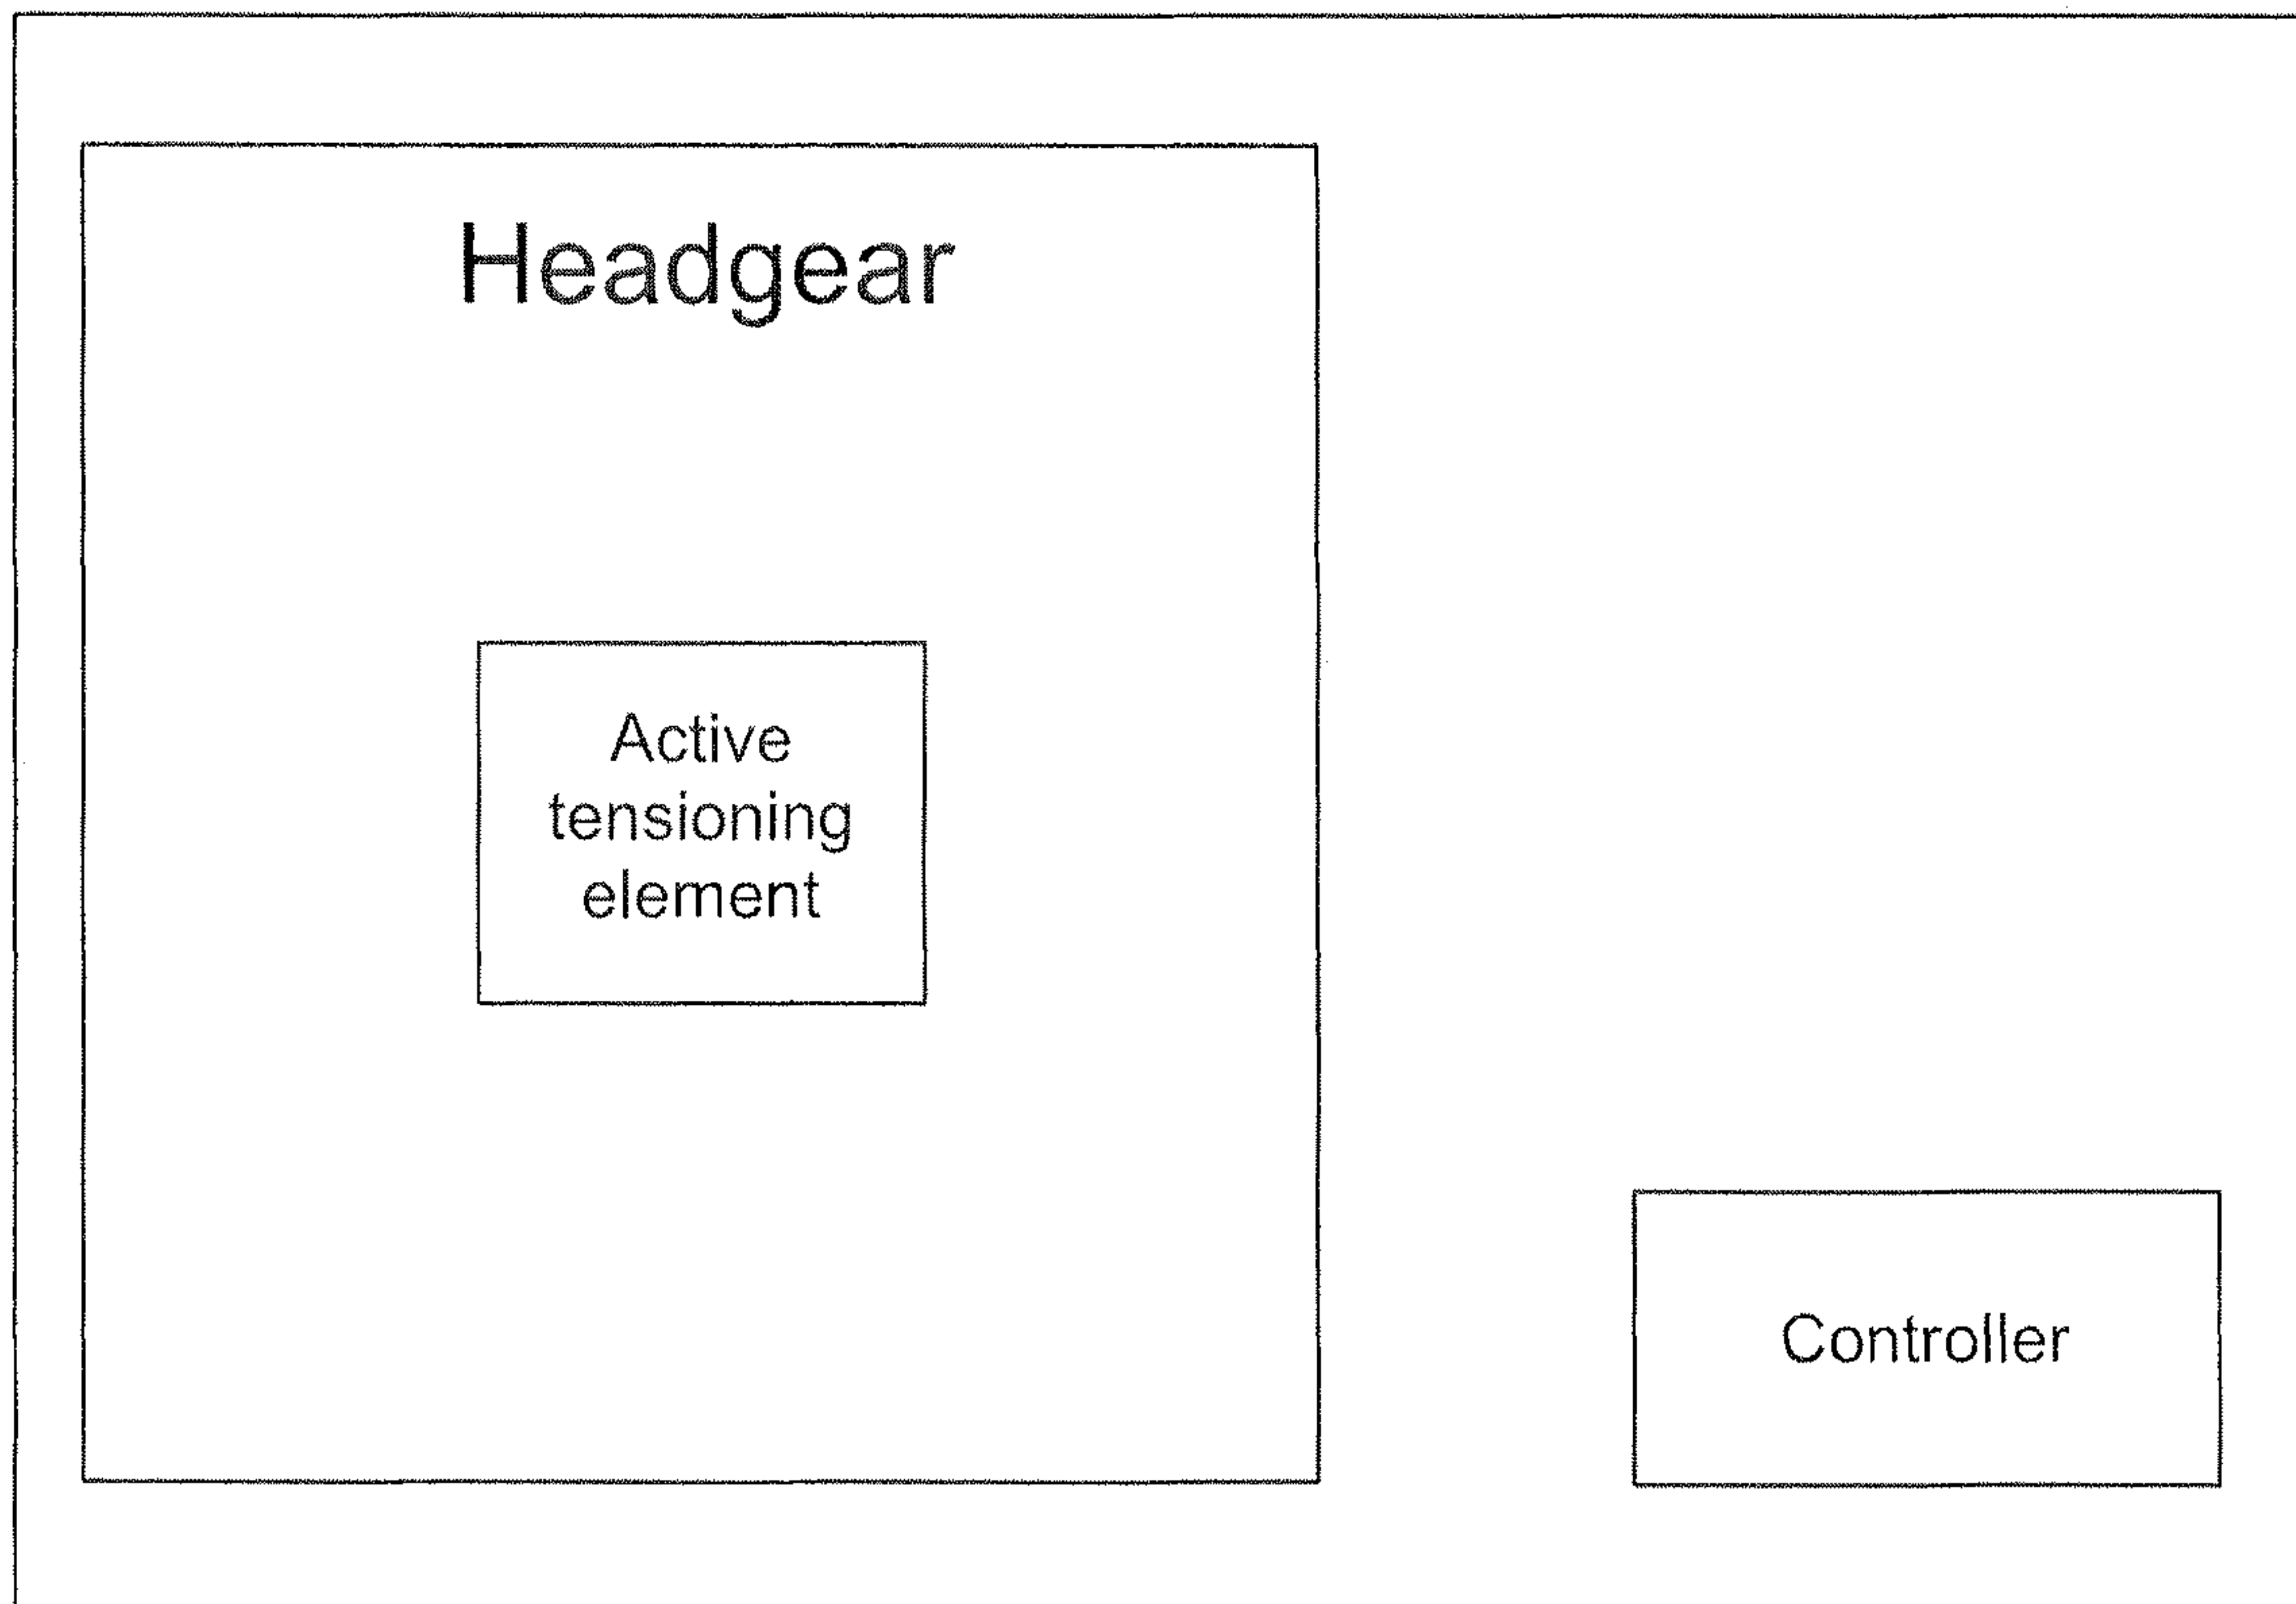 Headgear
Active
tensioning
element
Controller